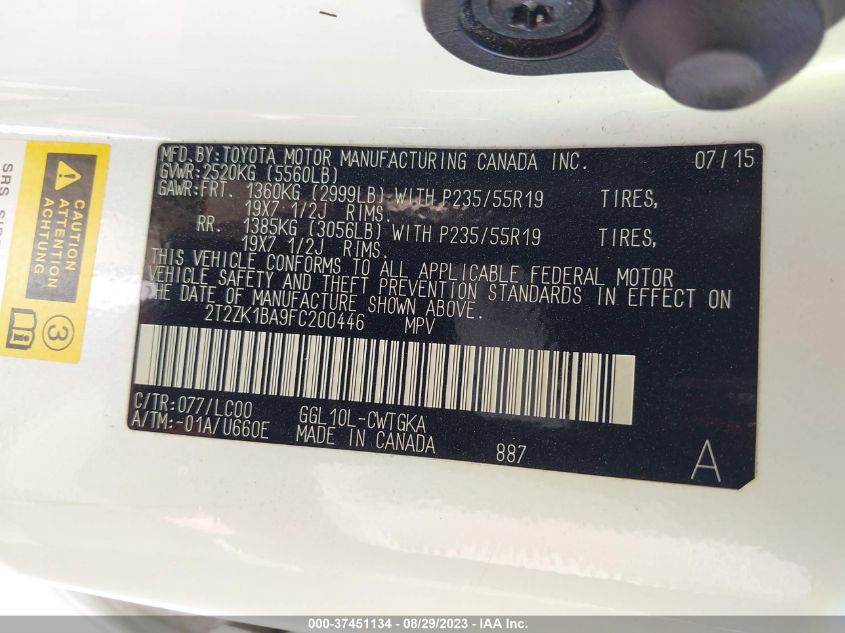 MFD.BY:TOYOTA MOTOR MANUFACTURING CANADA INC. 07/15
GVWR:2520KG (5560LB)
GAWR:FRT. 1360KG (2999LB) WITH P235/55R19 TIRES,
19X7 1/2J RIMS.
RR. 1385KG (3056LB) WITH P235/55R19 TIRES,
19X7 1/2J RIMS.
THIS VEHICLE CONFORMS TO ALL APPLICABLE FEDERAL MOTOR
VEHICLE SAFETY AND THEFT PREVENTION STANDARDS IN EFFECT ON
THE DATE OF MANUFACTURE SHOWN ABOVE.
2T2ZK1BA9FC200446 MPV
C/TR:077/LC00 GGL10L-CWTGKA
A/TM:-01A/U660E MADE IN CANADA 887
A
CAUTION
ATTENTION
ACHTUNG
3
SRS
000-37451134 - 08/29/2023 - IAA Inc.